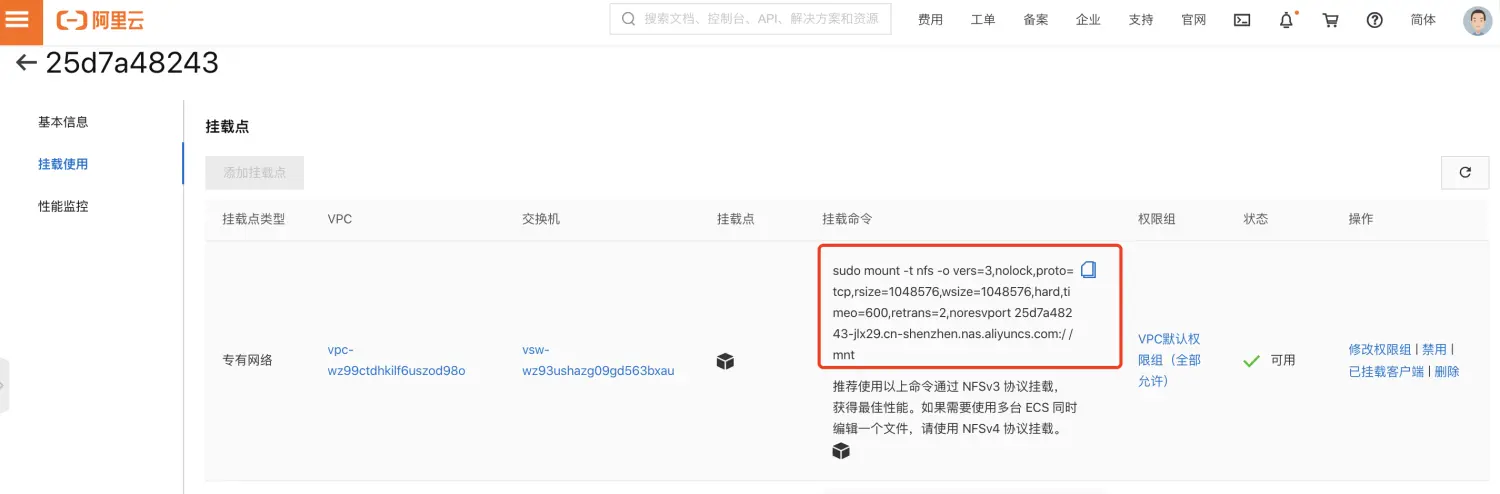 阿里云
搜索文档、控制台、API、解决方案和资源
费用
工单
备案
企业
支持
官网
简体
25d7a48243
基本信息
挂载使用
性能监控
挂载点
添加挂载点
挂载点类型
VPC
交换机
挂载点
挂载命令
权限组
状态
操作
专有网络
vpc-
wz99ctdhkilf6uszod98o
vsw-
wz93ushazg09gd563bxau
sudo mount -t nfs -o vers=3,nolock,proto=
tcp,rsize=1048576,wsize=1048576,hard,ti
meo=600,retrans=2,noresvport 25d7a482
43-jlx29.cn-shenzhen.nas.aliyuncs.com:/ /
mnt
推荐使用以上命令通过 NFSv3 协议挂载，
获得最佳性能。如果需要使用多台 ECS 同时
编辑一个文件，请使用 NFSv4 协议挂载。
VPC默认权
限组（全部
允许）
可用
修改权限组 | 禁用 |
已挂载客户端 | 删除